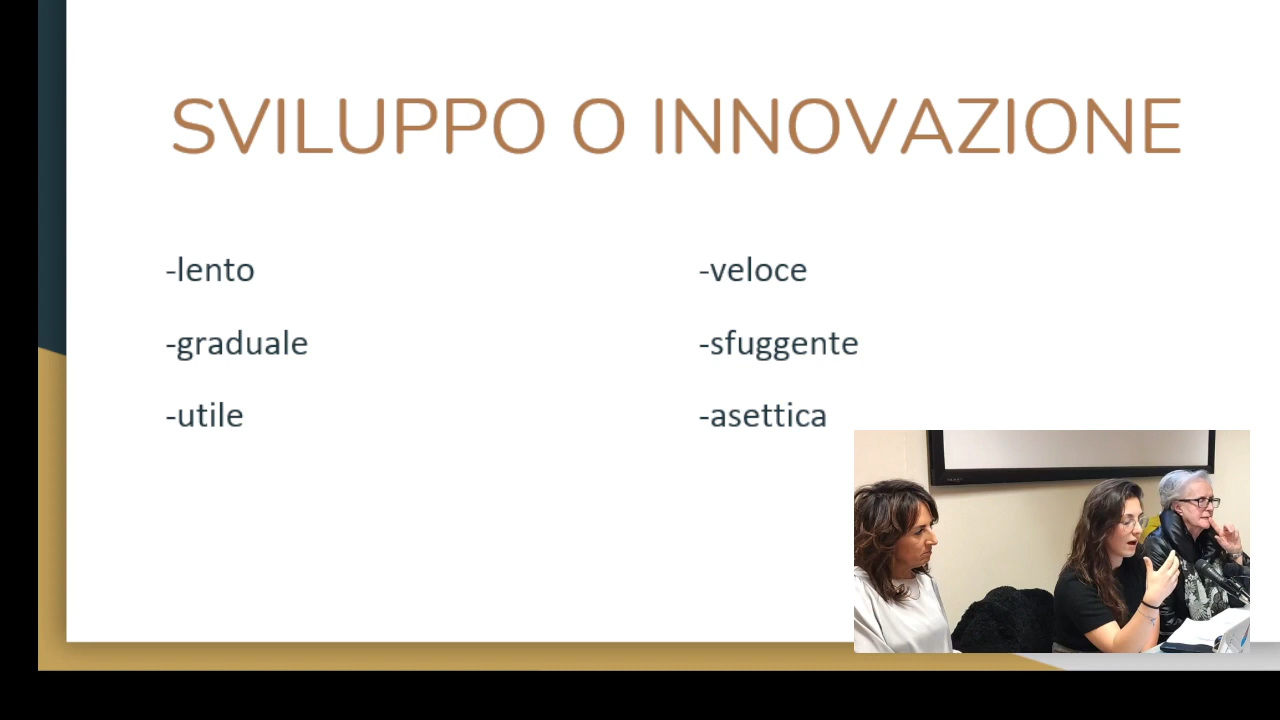 SVILUPPO O INNOVAZIONE
-lento
-graduale
-utile
-veloce
-sfuggente
-asettica